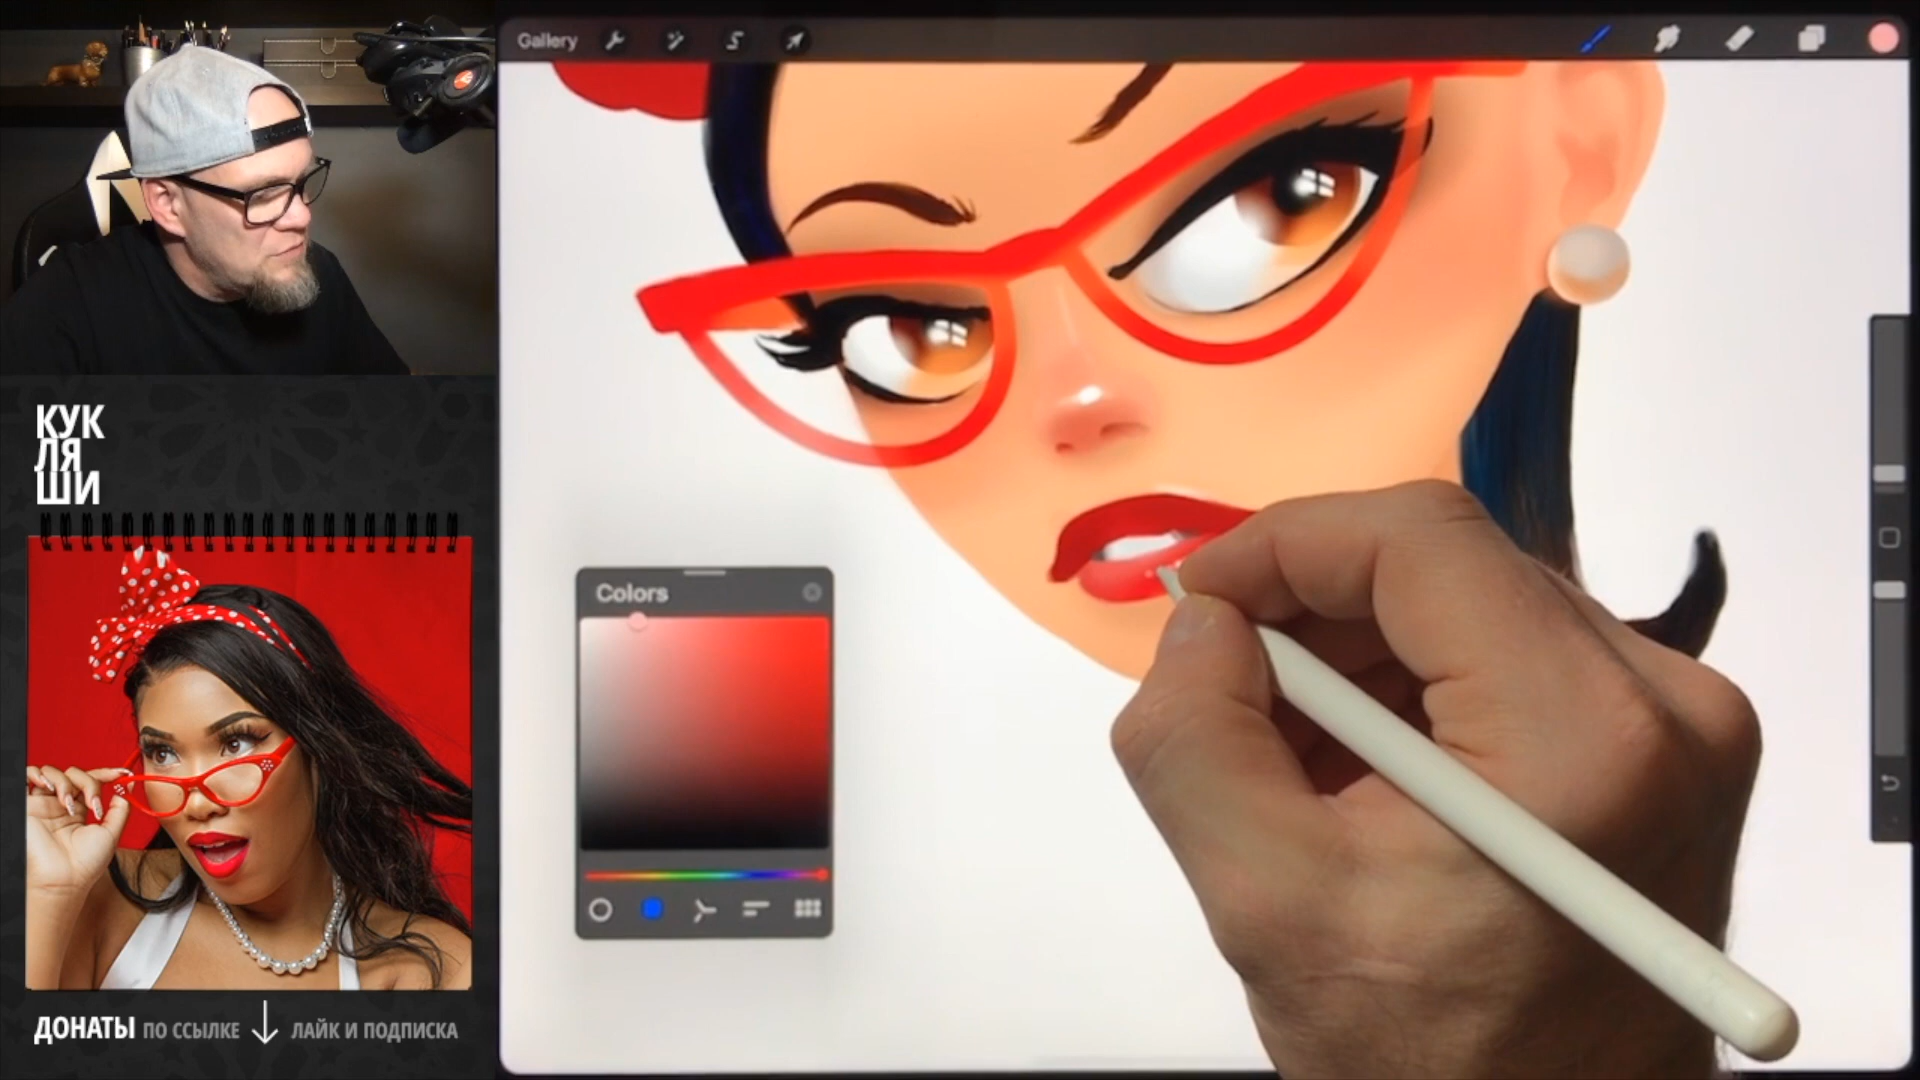 Gallery
КУК
ЛЯ
ШИ
Colors
ДОНАТЫ ПО ССЫЛКЕ ЛАЙК И ПОДПИСКА